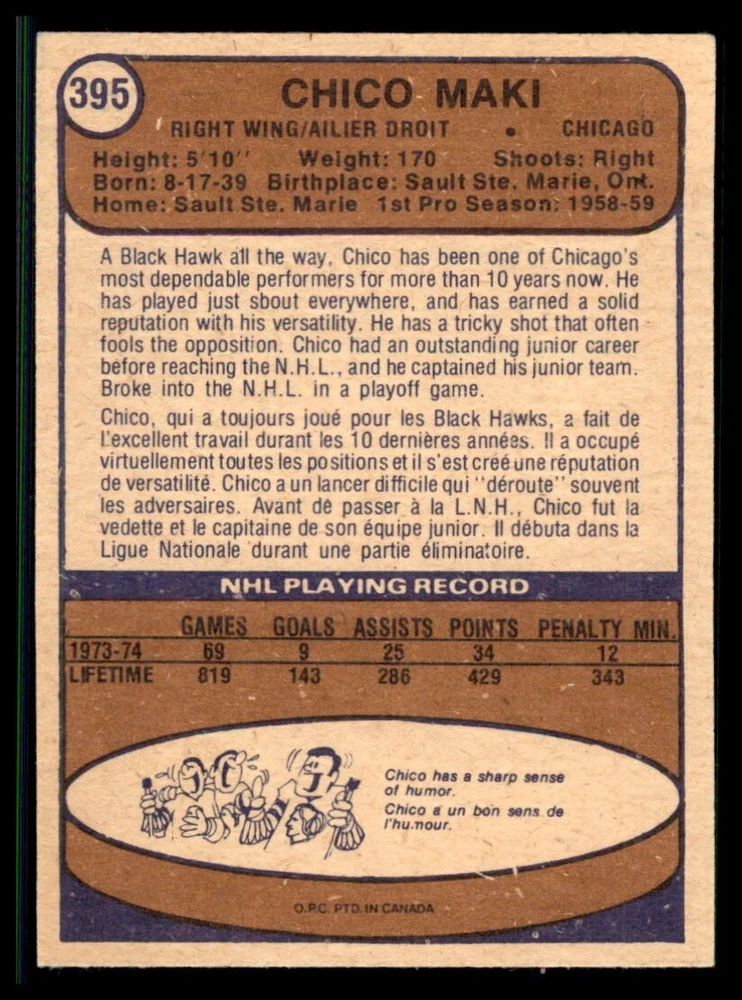 395
CHICO MAKI
RIGHT WING/AILIER DROIT • CHICAGO
Height: 5'10'' Weight: 170 Shoots: Right
Born: 8-17-39 Birthplace: Sault Ste. Marie, Ont.
Home: Sault Ste. Marie 1st Pro Season: 1958-59
A Black Hawk all the way, Chico has been one of Chicago's
most dependable performers for more than 10 years now. He
has played just sbout everywhere, and has earned a solid
reputation with his versatility. He has a tricky shot that often
fools the opposition. Chico had an outstanding junior career
before reaching the N.H.L., and he captained his junior team.
Broke into the N.H.L. in a playoff game.
Chico, qui a toujours joué pour les Black Hawks, a fait de
l'excellent travail durant les 10 dernières années. Il a occupé
virtuellement toutes les positions et il s'est créé une réputation
de versatilité. Chico a un lancer difficile qui "déroute" souvent
les adversaires. Avant de passer à la L.N.H., Chico fut la
vedette et le capitaine de son équipe junior. Il débuta dans la
Ligue Nationale durant une partie éliminatoire.
NHL PLAYING RECORD
GAMES GOALS ASSISTS POINTS PENALTY MIN.
1973-74 69 9 25 34 12
LIFETIME 819 143 286 429 343
Chico has a sharp sense
of humor.
Chico a un bon sens de
l'humour.
O.P.C. PTD. IN CANADA